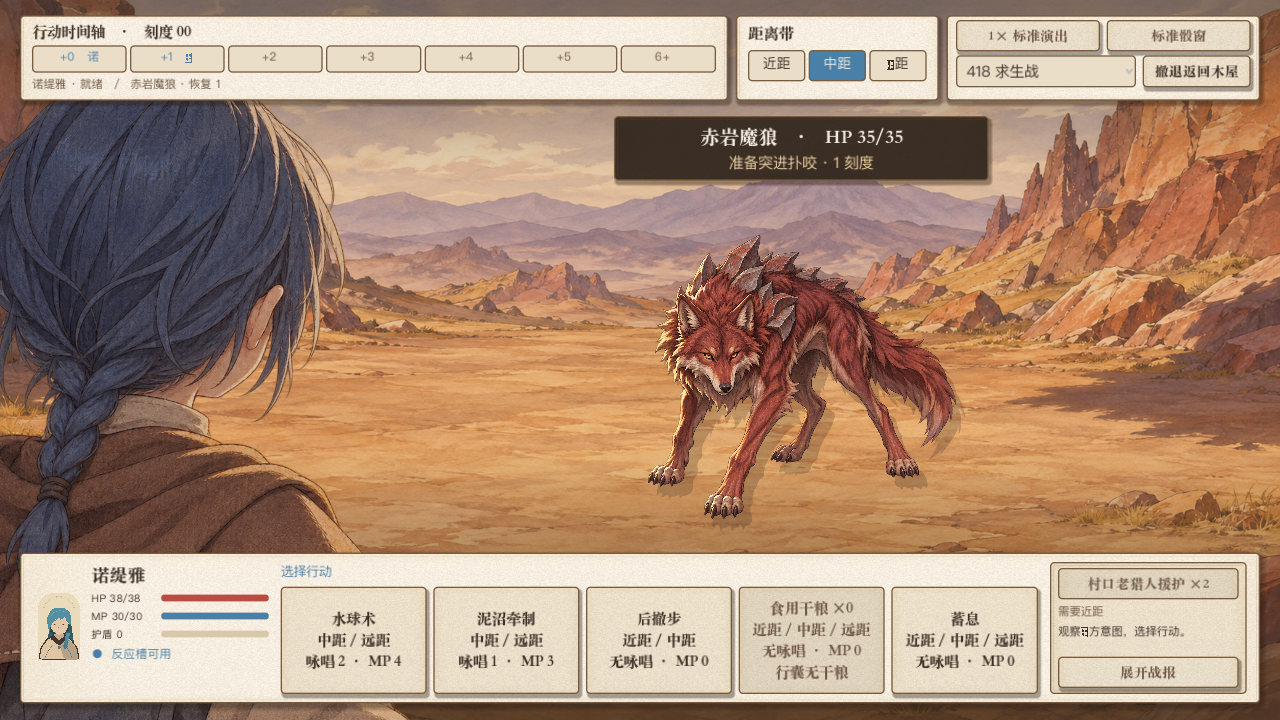 行动时间轴 · 刻度 00
+0 诺
+1
+2
+3
+4
+5
6+
诺缇雅 · 就绪 / 赤岩魔狼 · 恢复 1
距离带
近距
中距
距
1× 标准演出
标准骰窗
418 求生战
撤退返回木屋
赤岩魔狼 · HP 35/35
准备突进扑咬 · 1 刻度
诺缇雅
HP 38/38
MP 30/30
护盾 0
反应槽可用
选择行动
水球术
中距 / 远距
咏唱 2 · MP 4
泥沼牵制
中距 / 远距
咏唱 1 · MP 3
后撤步
近距 / 中距
无咏唱 · MP 0
食用干粮 ×0
近距 / 中距 / 远距
无咏唱 · MP 0
行囊无干粮
蓄息
近距 / 中距 / 远距
无咏唱 · MP 0
村口老猎人援护 ×2
需要近距
观察方意图，选择行动。
展开战报